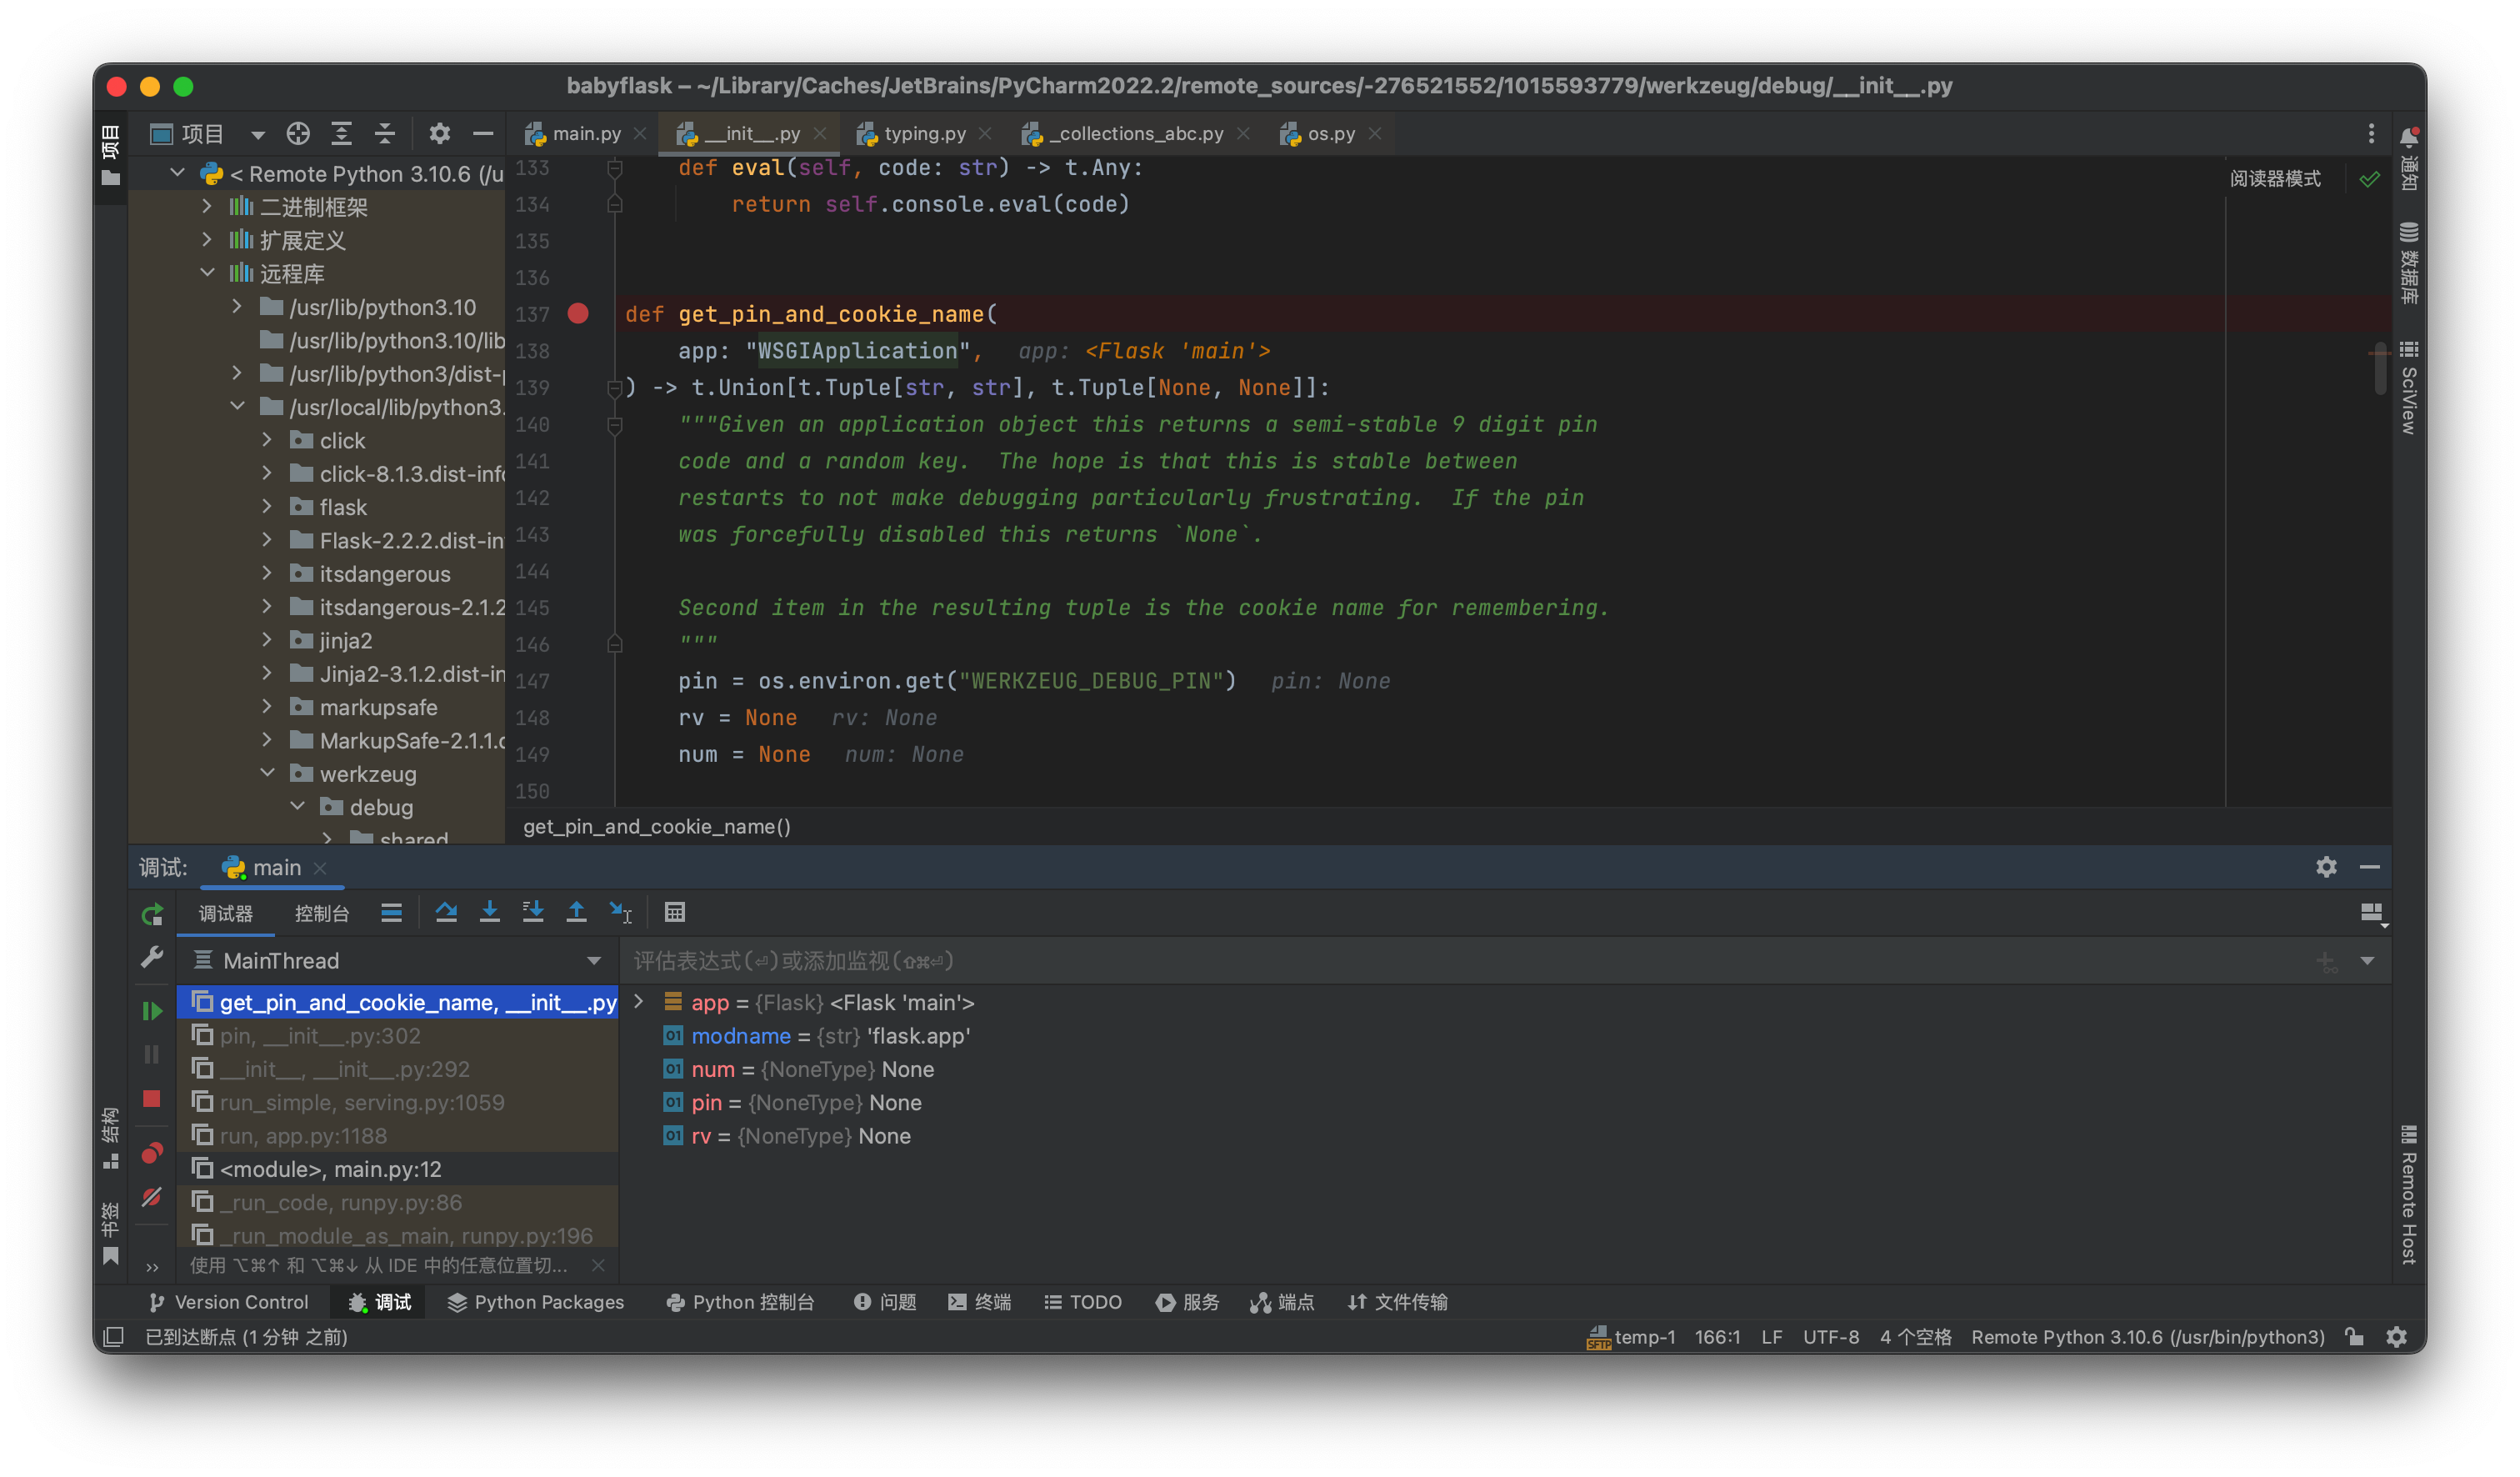 babyflask – ~/Library/Caches/JetBrains/PyCharm2022.2/remote_sources/-276521552/1015593779/werkzeug/debug/__init__.py
项目
项目
main.py
__init__.py
typing.py
_collections_abc.py
os.py
< Remote Python 3.10.6 (/u
二进制框架
扩展定义
远程库
/usr/lib/python3.10
/usr/lib/python3.10/lib
/usr/lib/python3/dist-
/usr/local/lib/python3.
click
click-8.1.3.dist-info
flask
Flask-2.2.2.dist-in
itsdangerous
itsdangerous-2.1.2
jinja2
Jinja2-3.1.2.dist-in
markupsafe
MarkupSafe-2.1.1.d
werkzeug
debug
shared
133 def eval(self, code: str) -> t.Any:
134 return self.console.eval(code)
135
136
137 def get_pin_and_cookie_name(
138 app: "WSGIApplication", app: <Flask 'main'>
139 ) -> t.Union[t.Tuple[str, str], t.Tuple[None, None]]:
140 """Given an application object this returns a semi-stable 9 digit pin
141 code and a random key. The hope is that this is stable between
142 restarts to not make debugging particularly frustrating. If the pin
143 was forcefully disabled this returns `None`.
144
145 Second item in the resulting tuple is the cookie name for remembering.
146 """
147 pin = os.environ.get("WERKZEUG_DEBUG_PIN") pin: None
148 rv = None rv: None
149 num = None num: None
150
阅读器模式
get_pin_and_cookie_name()
通知
数据库
SciView
Remote Host
结构
书签
调试:
main
调试器
控制台
MainThread
评估表达式(⏎)或添加监视(⇧⌘⏎)
get_pin_and_cookie_name, __init__.py
pin, __init__.py:302
__init__, __init__.py:292
run_simple, serving.py:1059
run, app.py:1188
<module>, main.py:12
_run_code, runpy.py:86
_run_module_as_main, runpy.py:196
使用 ⌥⌘↑ 和 ⌥⌘↓ 从 IDE 中的任意位置切...
app = {Flask} <Flask 'main'>
01 modname = {str} 'flask.app'
01 num = {NoneType} None
01 pin = {NoneType} None
01 rv = {NoneType} None
Version Control
调试
Python Packages
Python 控制台
问题
终端
TODO
服务
端点
文件传输
已到达断点 (1 分钟 之前)
SFTP temp-1
166:1
LF
UTF-8
4 个空格
Remote Python 3.10.6 (/usr/bin/python3)